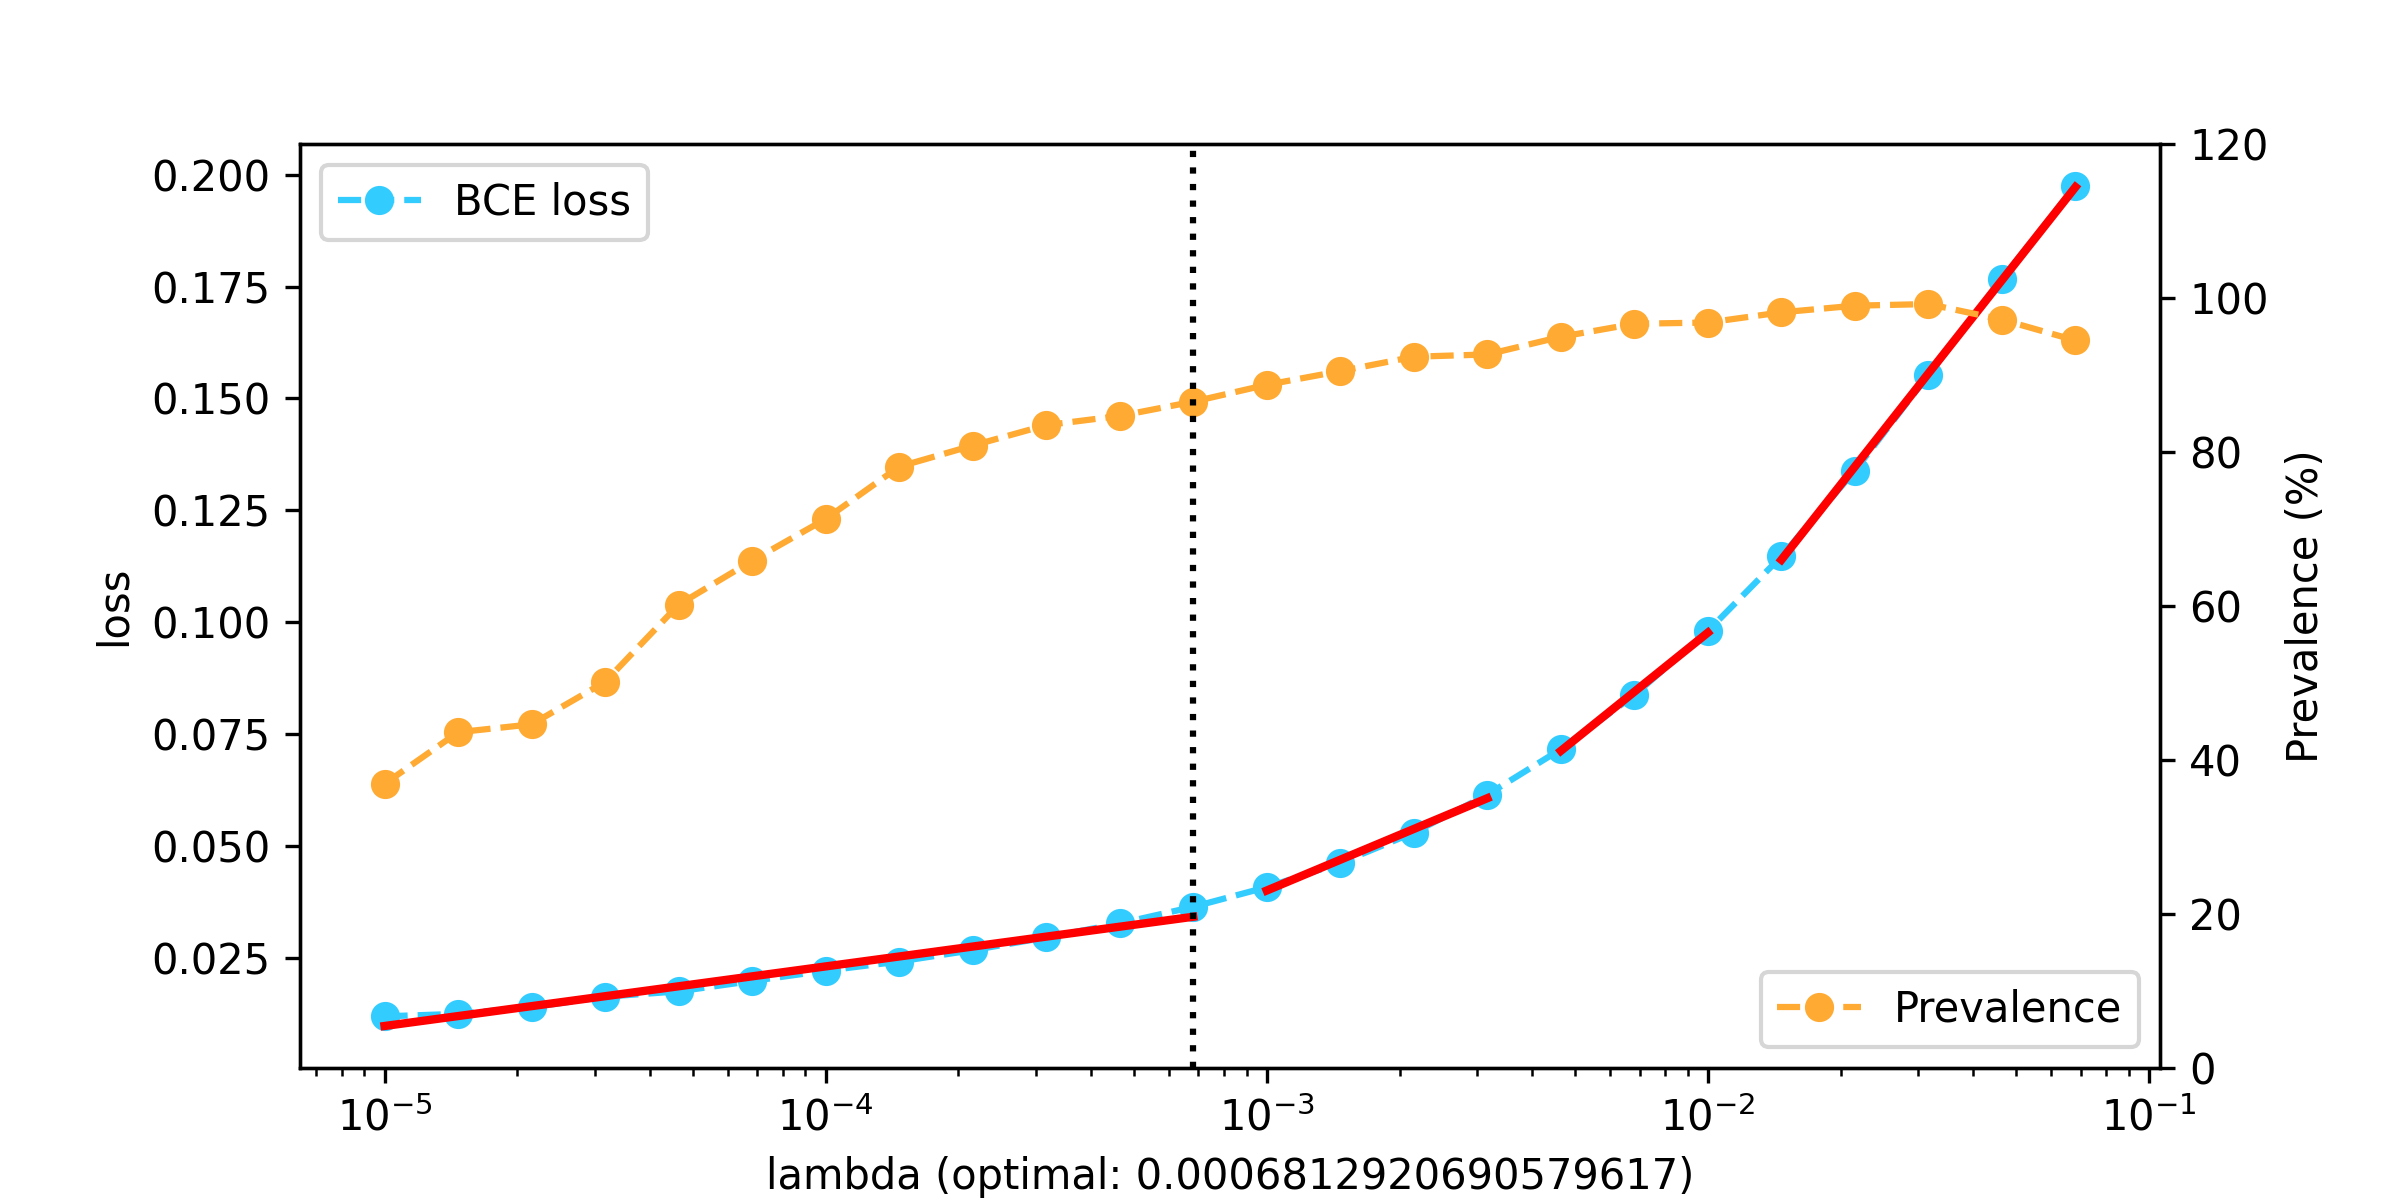 BCE loss
Prevalence
0.200
0.175
0.150
0.125
0.100
0.075
0.050
0.025
loss
120
100
80
60
40
20
0
Prevalence (%)
10⁻⁵ 10⁻⁴ 10⁻³ 10⁻² 10⁻¹
lambda (optimal: 0.0006812920690579617)